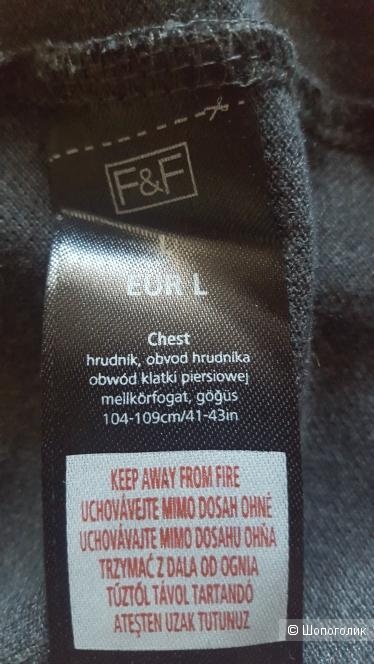 F&F
L
EUR L
Chest
hrudník, obvod hrudníka
obwód klatki piersiowej
mellkörfogat, göğüs
104-109cm/41-43in
KEEP AWAY FROM FIRE
UCHOVÁVEJTE MIMO DOSAH OHNĚ
UCHOVÁVAJTE MIMO DOSAHU OHŇA
TRZYMAĆ Z DALA OD OGNIA
TŰZTŐL TÁVOL TARTANDÓ
ATEŞTEN UZAK TUTUNUZ
© Шопоголик